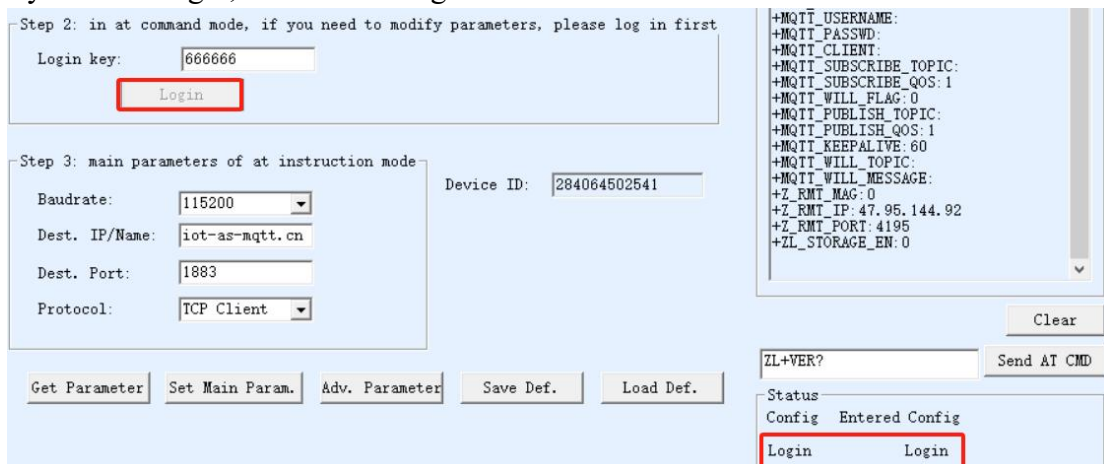 Step 2: in at command mode, if you need to modify parameters, please log in first
Login key: 666666
Login
Step 3: main parameters of at instruction mode
Baudrate: 115200
Dest. IP/Name: iot-as-mqtt.cn
Dest. Port: 1883
Protocol: TCP Client
Device ID: 284064502541
Get Parameter Set Main Param. Adv. Parameter Save Def. Load Def.
+MQTT_USERNAME:
+MQTT_PASSWD:
+MQTT_CLIENT:
+MQTT_SUBSCRIBE_TOPIC:
+MQTT_SUBSCRIBE_QOS:1
+MQTT_WILL_FLAG:0
+MQTT_PUBLISH_TOPIC:
+MQTT_PUBLISH_QOS:1
+MQTT_KEEPALIVE:60
+MQTT_WILL_TOPIC:
+MQTT_WILL_MESSAGE:
+Z_RMT_MAG:0
+Z_RMT_IP:47.95.144.92
+Z_RMT_PORT:4195
+ZL_STORAGE_EN:0
Clear
ZL+VER? Send AT CMD
Status
Config Entered Config
Login Login